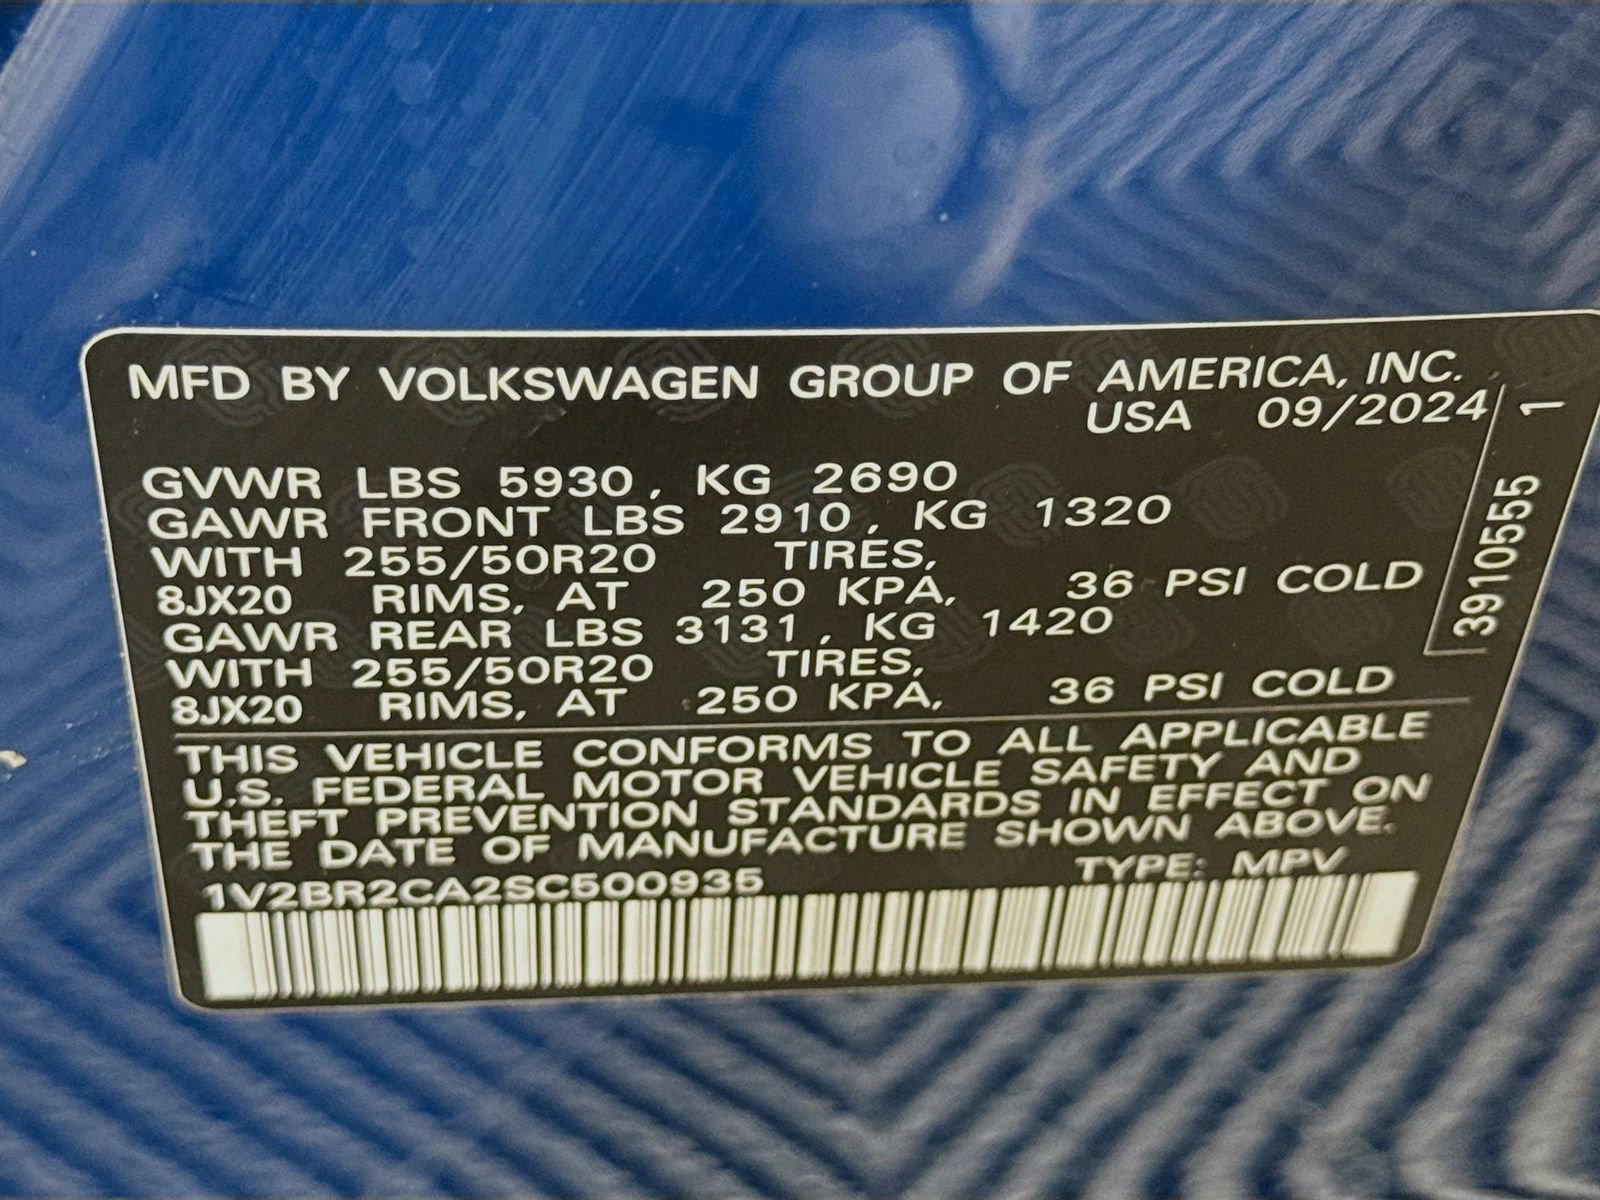 MFD BY VOLKSWAGEN GROUP OF AMERICA, INC.
USA 09/2024
GVWR LBS 5930, KG 2690
GAWR FRONT LBS 2910, KG 1320
WITH 255/50R20 TIRES,
8JX20 RIMS, AT 250 KPA, 36 PSI COLD
GAWR REAR LBS 3131, KG 1420
WITH 255/50R20 TIRES,
8JX20 RIMS, AT 250 KPA, 36 PSI COLD
THIS VEHICLE CONFORMS TO ALL APPLICABLE
U.S. FEDERAL MOTOR VEHICLE SAFETY AND
THEFT PREVENTION STANDARDS IN EFFECT ON
THE DATE OF MANUFACTURE SHOWN ABOVE.
1V2BR2CA2SC500935 TYPE: MPV
3910555 1